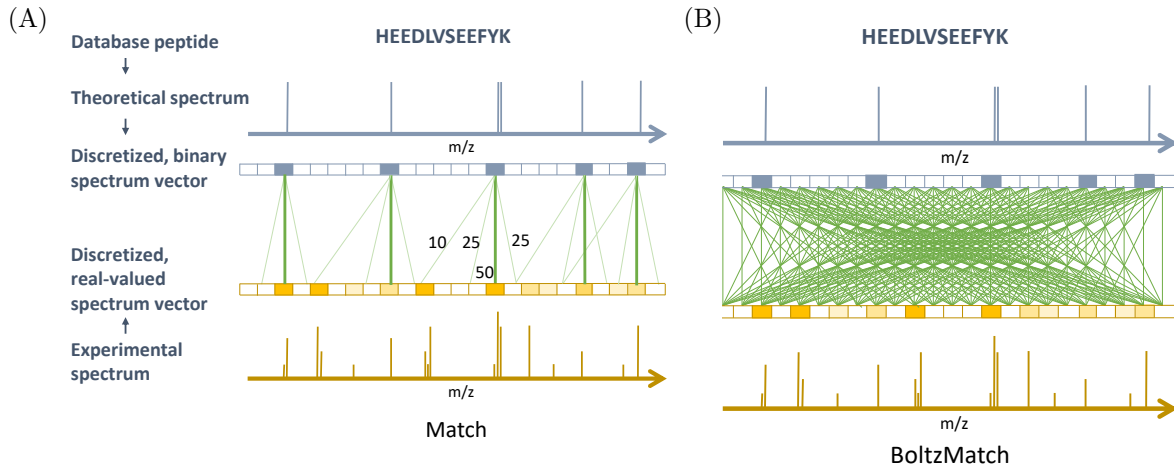 (A)
HEEDLVSEEFYK
Database peptide
Theoretical spectrum
m/z
Discretized, binary
spectrum vector
10 25 25
50
Discretized,
real-valued
spectrum vector
Experimental
spectrum
m/z
Match
(B)
HEEDLVSEEFYK
m/z
m/z
BoltzMatch